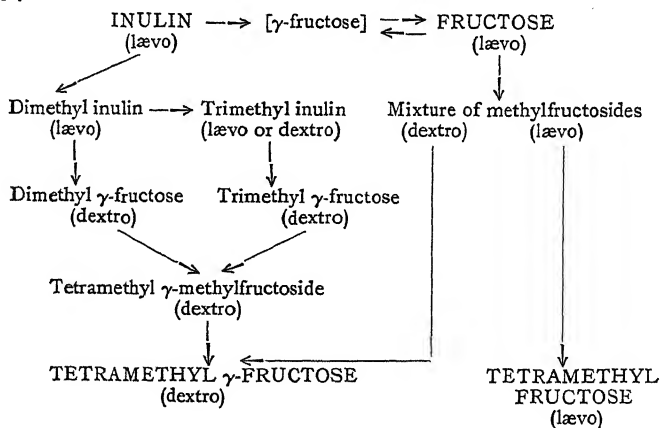 INULIN → [γ-fructose] ⇄ FRUCTOSE
(lævo) (lævo)
Dimethyl inulin → Trimethyl inulin Mixture of methylfructosides
(lævo) (lævo or dextro) (dextro) (lævo)
Dimethyl γ-fructose Trimethyl γ-fructose
(dextro) (dextro)
Tetramethyl γ-methylfructoside
(dextro)
TETRAMETHYL γ-FRUCTOSE TETRAMETHYL
(dextro) FRUCTOSE
(lævo)